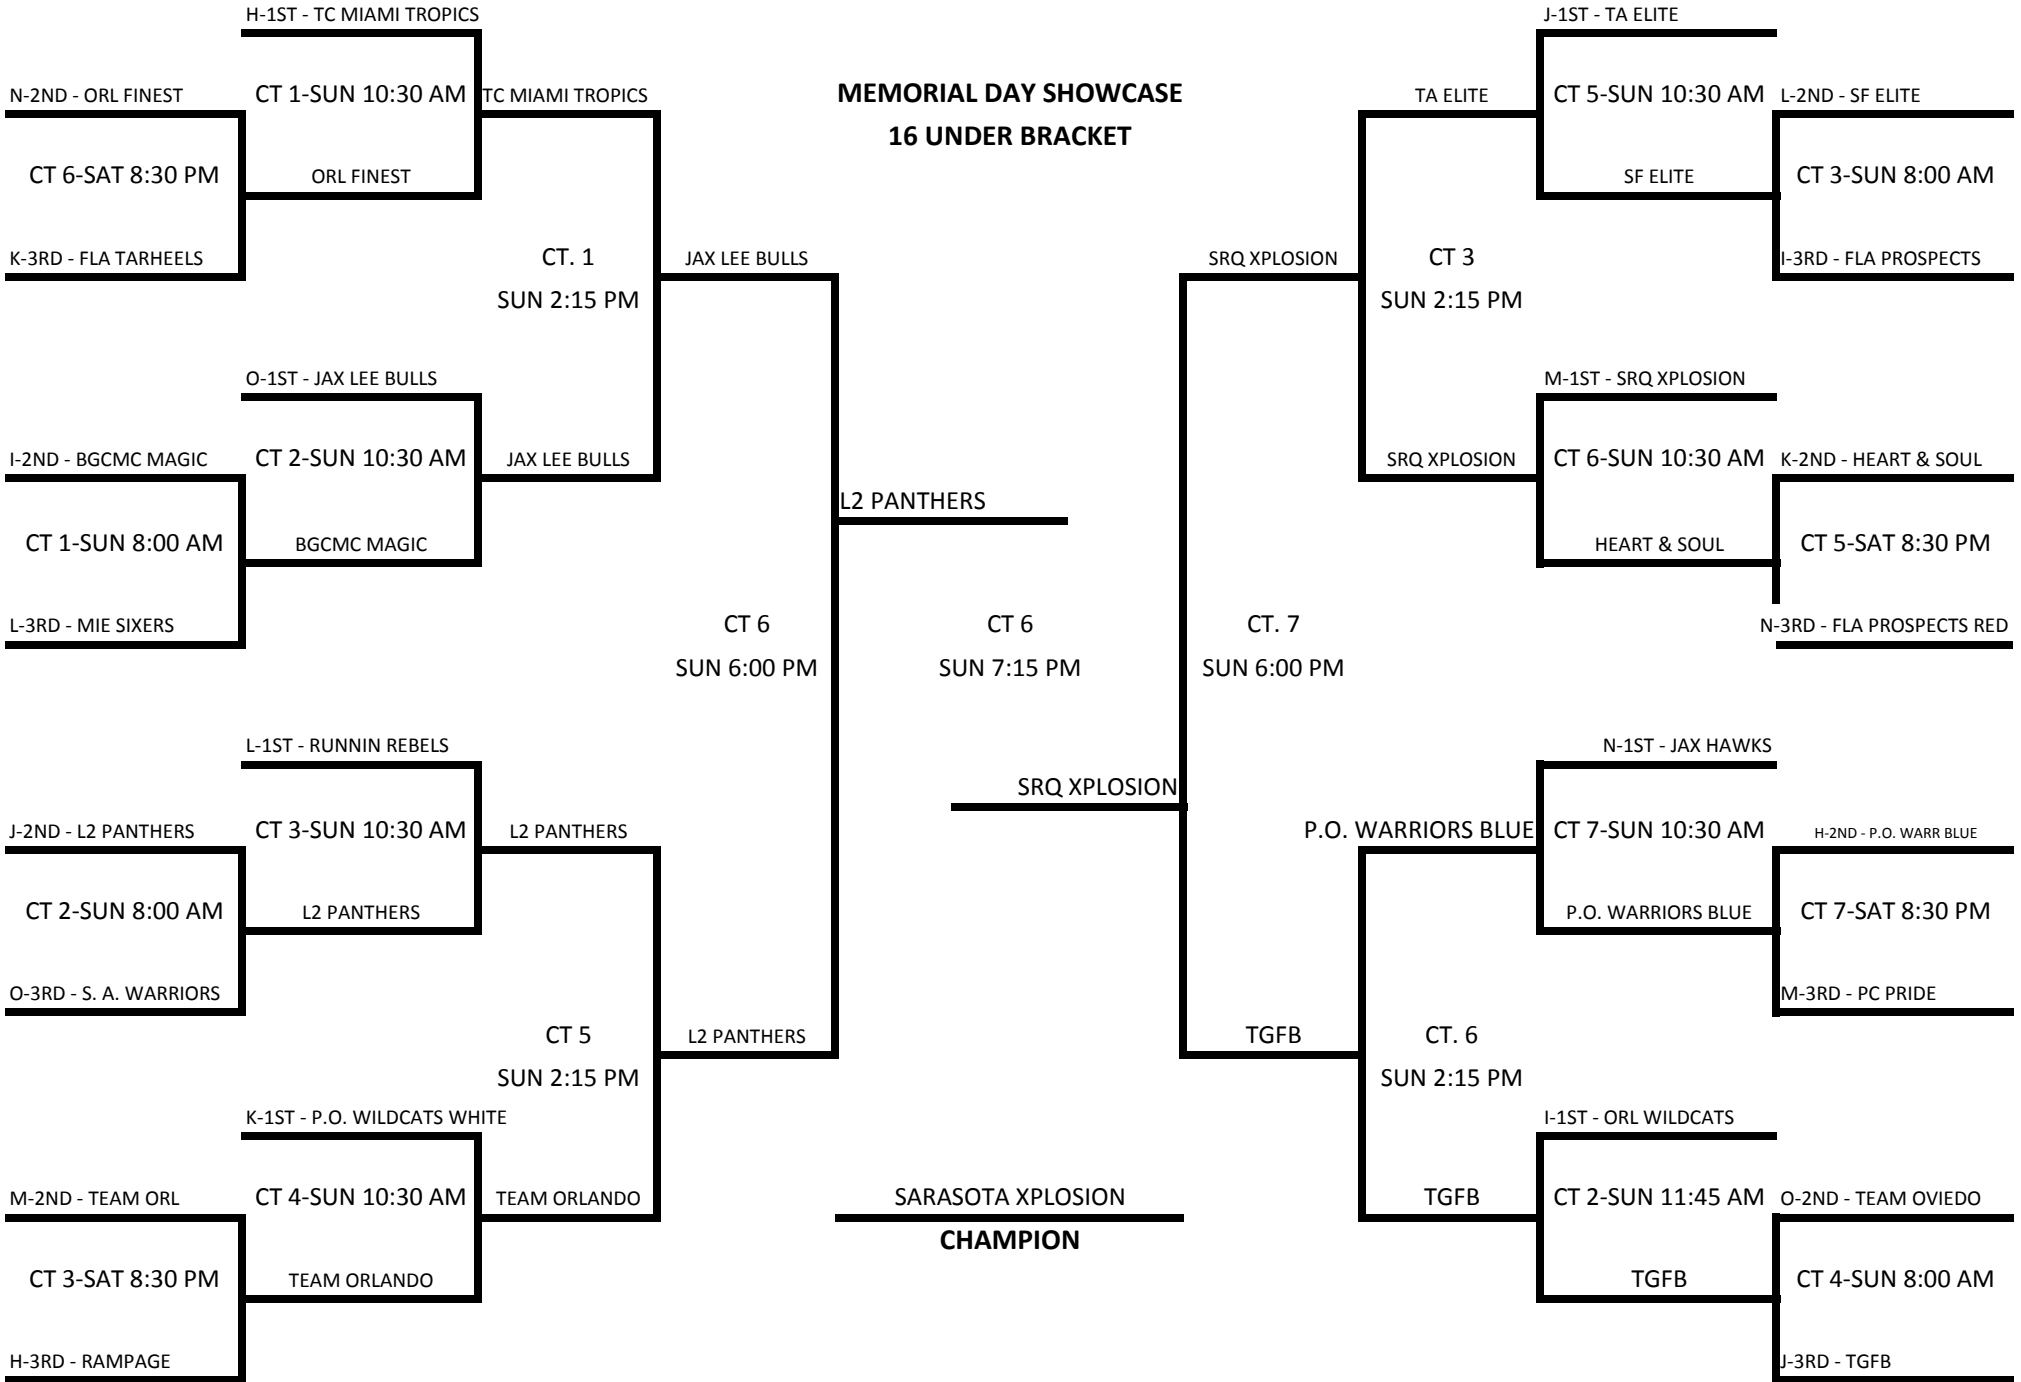 H-1ST - TC MIAMI TROPICS
J-1ST - TA ELITE
N-2ND - ORL FINEST
CT 1-SUN 10:30 AM
TC MIAMI TROPICS
MEMORIAL DAY SHOWCASE
TA ELITE
CT 5-SUN 10:30 AM
L-2ND - SF ELITE
16 UNDER BRACKET
CT 6-SAT 8:30 PM
ORL FINEST
SF ELITE
CT 3-SUN 8:00 AM
K-3RD - FLA TARHEELS
CT. 1
JAX LEE BULLS
SRQ XPLOSION
CT 3
I-3RD - FLA PROSPECTS
SUN 2:15 PM
SUN 2:15 PM
O-1ST - JAX LEE BULLS
M-1ST - SRQ XPLOSION
I-2ND - BGCMC MAGIC
CT 2-SUN 10:30 AM
JAX LEE BULLS
SRQ XPLOSION
CT 6-SUN 10:30 AM
K-2ND - HEART & SOUL
L2 PANTHERS
CT 1-SUN 8:00 AM
BGCMC MAGIC
HEART & SOUL
CT 5-SAT 8:30 PM
L-3RD - MIE SIXERS
CT 6
CT 6
CT. 7
N-3RD - FLA PROSPECTS RED
SUN 6:00 PM
SUN 7:15 PM
SUN 6:00 PM
L-1ST - RUNNIN REBELS
N-1ST - JAX HAWKS
SRQ XPLOSION
J-2ND - L2 PANTHERS
CT 3-SUN 10:30 AM
L2 PANTHERS
P.O. WARRIORS BLUE
CT 7-SUN 10:30 AM
H-2ND - P.O. WARR BLUE
CT 2-SUN 8:00 AM
L2 PANTHERS
P.O. WARRIORS BLUE
CT 7-SAT 8:30 PM
O-3RD - S. A. WARRIORS
M-3RD - PC PRIDE
CT 5
L2 PANTHERS
TGFB
CT. 6
SUN 2:15 PM
SUN 2:15 PM
K-1ST - P.O. WILDCATS WHITE
I-1ST - ORL WILDCATS
M-2ND - TEAM ORL
CT 4-SUN 10:30 AM
TEAM ORLANDO
SARASOTA XPLOSION
TGFB
CT 2-SUN 11:45 AM
O-2ND - TEAM OVIEDO
CHAMPION
CT 3-SAT 8:30 PM
TEAM ORLANDO
TGFB
CT 4-SUN 8:00 AM
H-3RD - RAMPAGE
J-3RD - TGFB